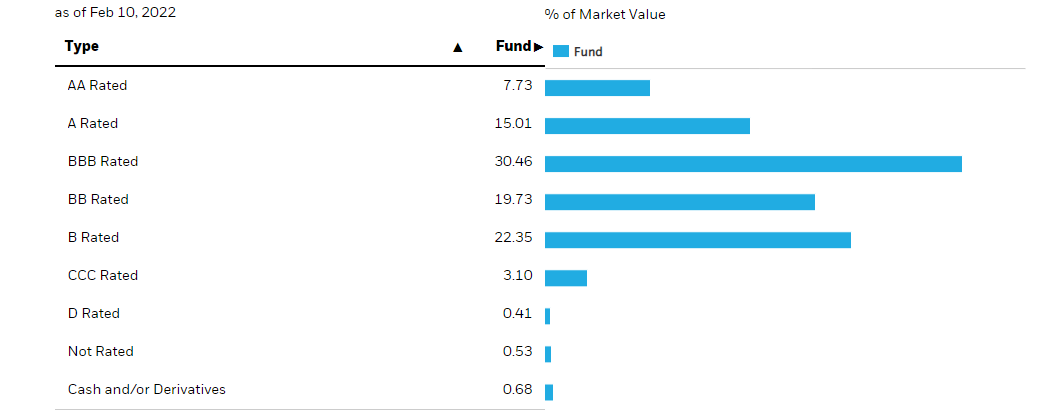 as of Feb 10, 2022
% of Market Value
Type ▲ Fund ▶
Fund
AA Rated 7.73
A Rated 15.01
BBB Rated 30.46
BB Rated 19.73
B Rated 22.35
CCC Rated 3.10
D Rated 0.41
Not Rated 0.53
Cash and/or Derivatives 0.68